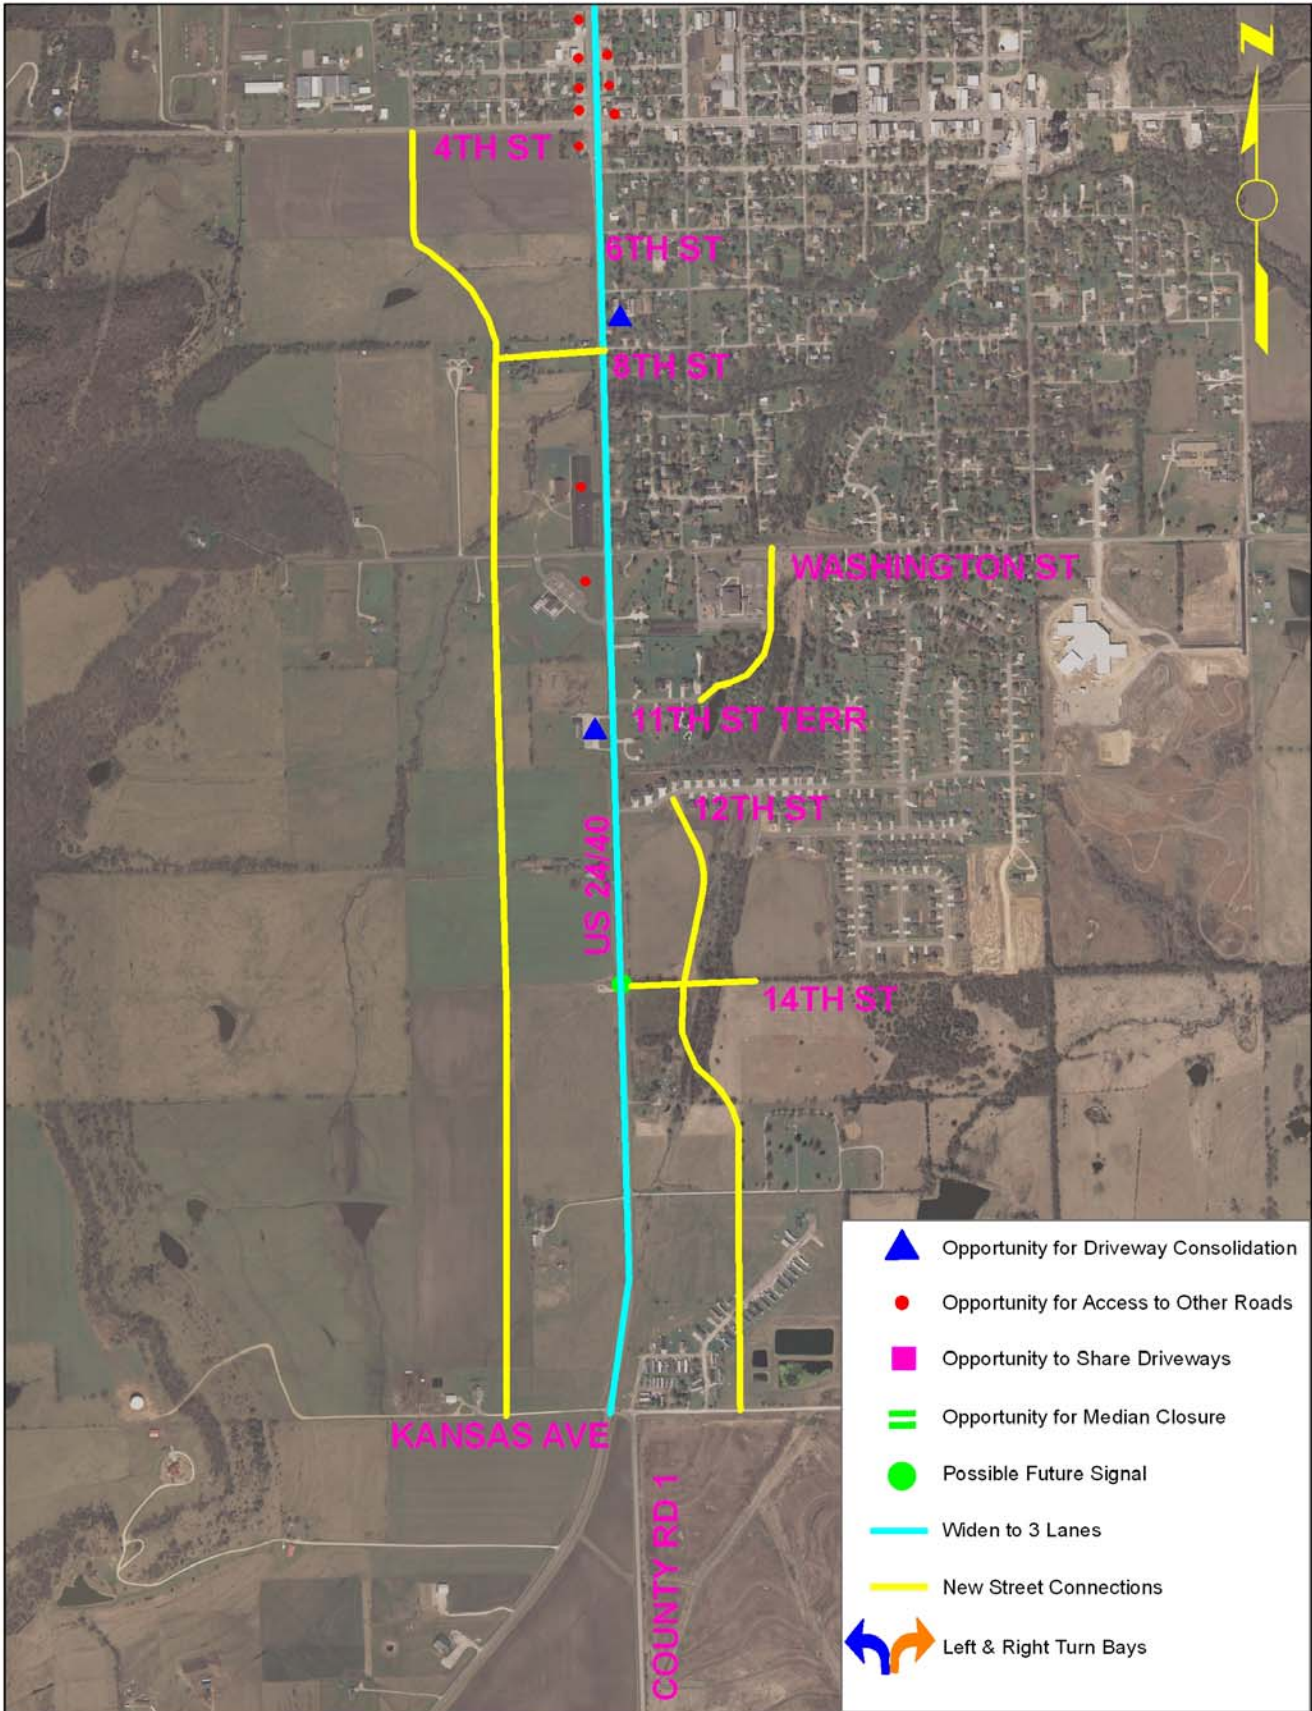 N
4TH ST
6TH ST
8TH ST
WASHINGTON ST
11TH ST TERR
12TH ST
US 24/40
14TH ST
KANSAS AVE
COUNTY RD 1
Opportunity for Driveway Consolidation
Opportunity for Access to Other Roads
Opportunity to Share Driveways
Opportunity for Median Closure
Possible Future Signal
Widen to 3 Lanes
New Street Connections
Left & Right Turn Bays